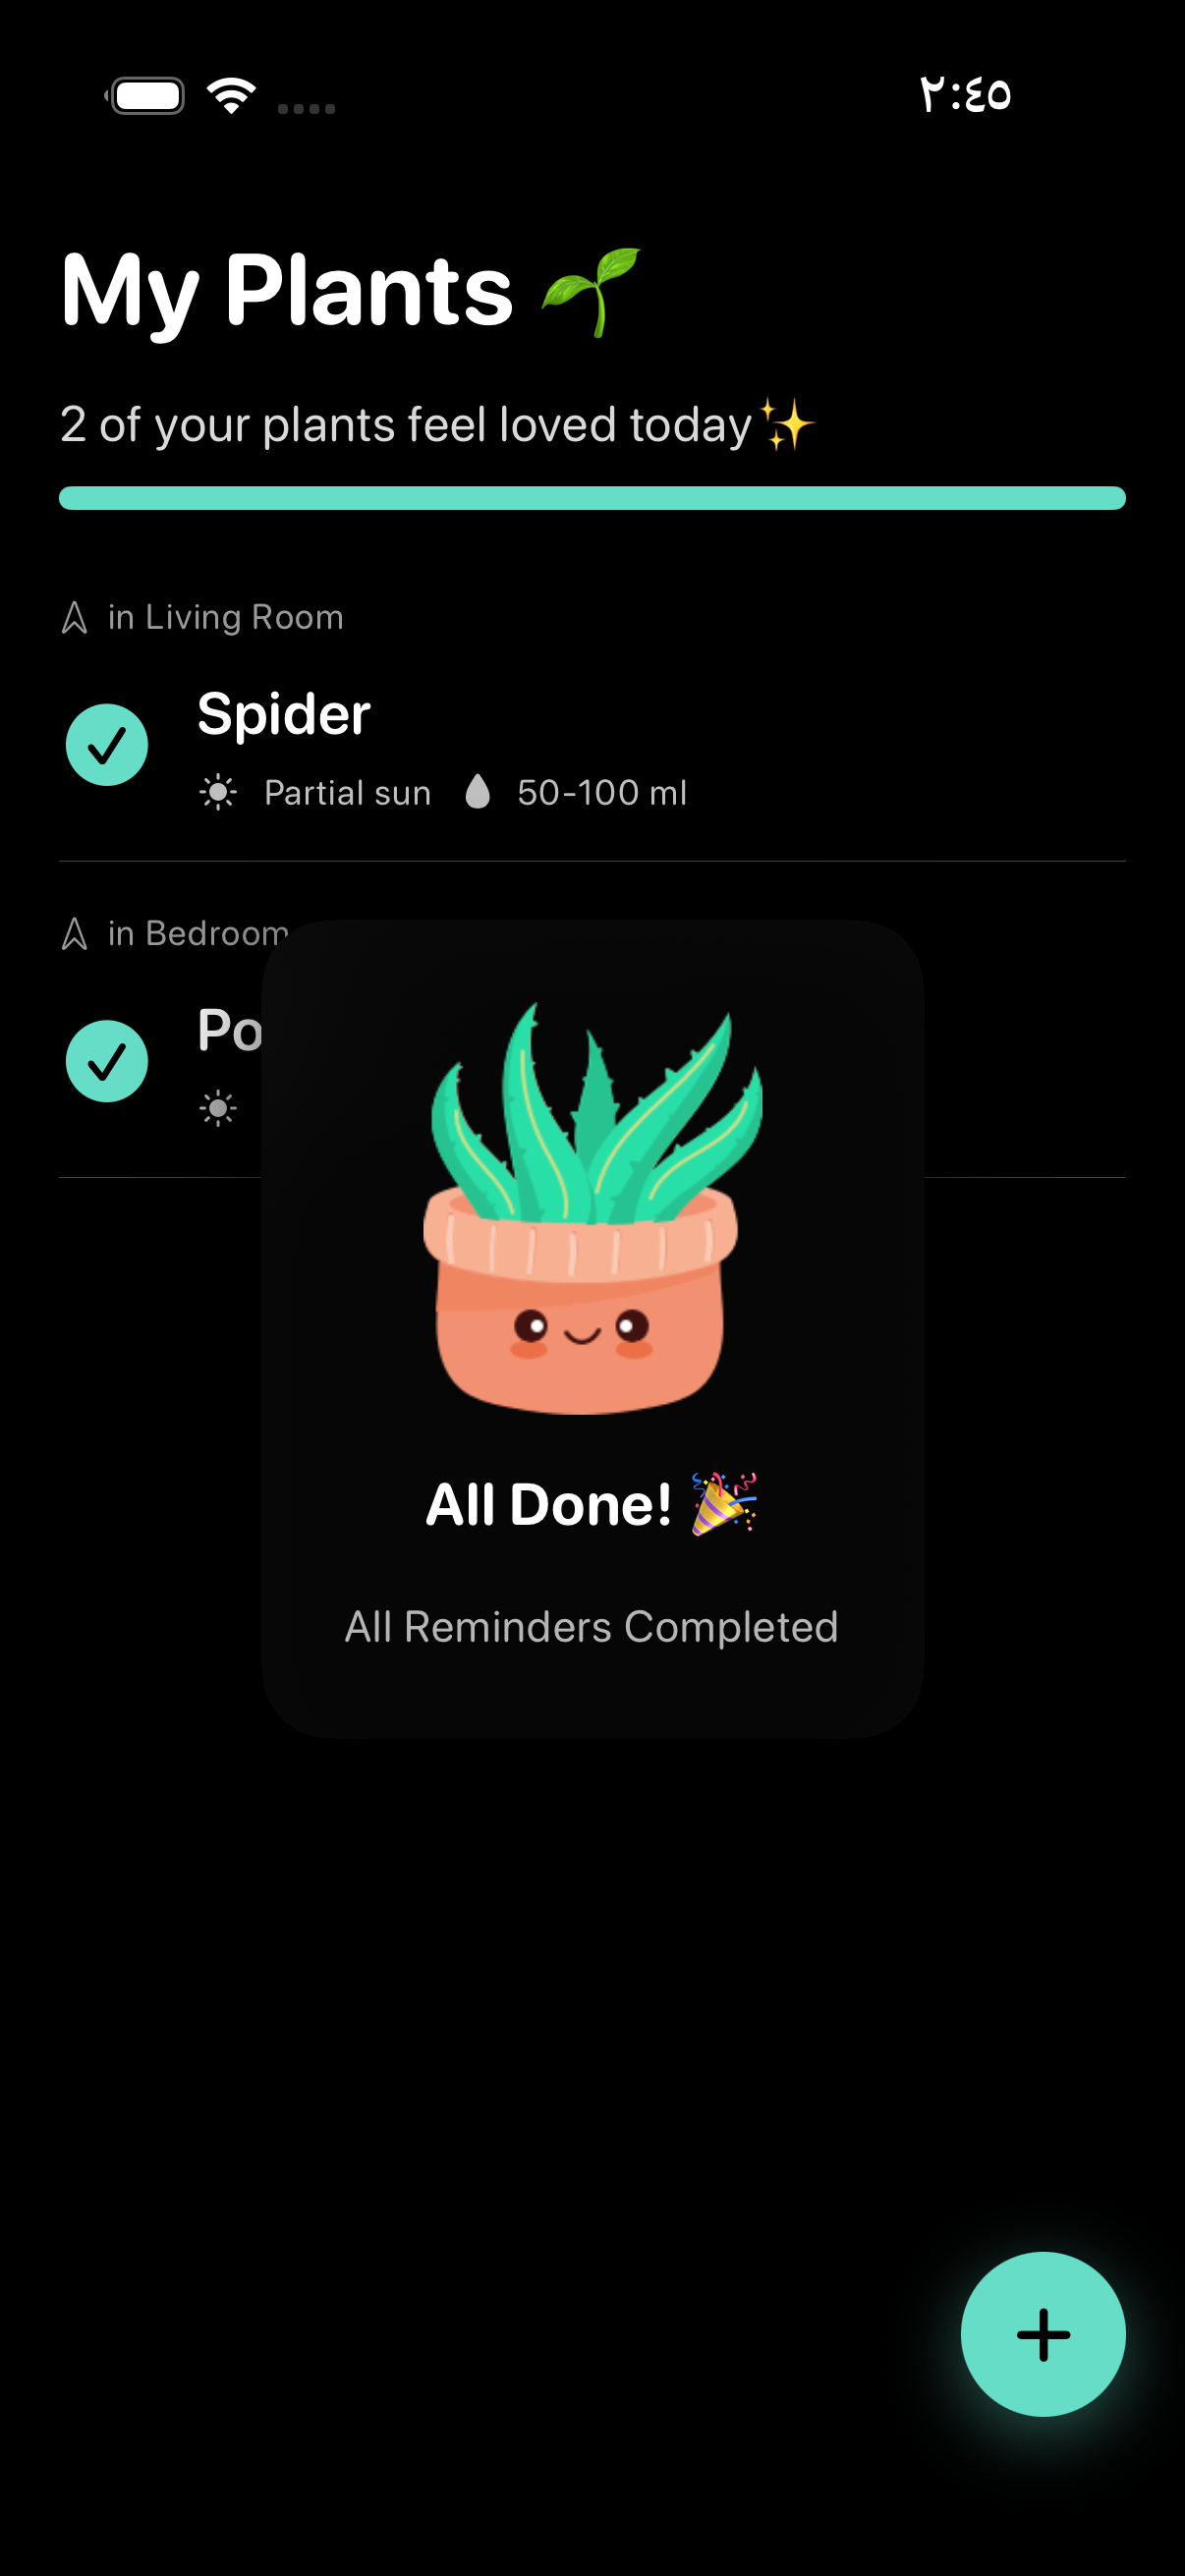 ٢:٤٥
My Plants 🌱
2 of your plants feel loved today✨
in Living Room
Spider
Partial sun 50-100 ml
in Bedroom
All Done! 🎉
All Reminders Completed